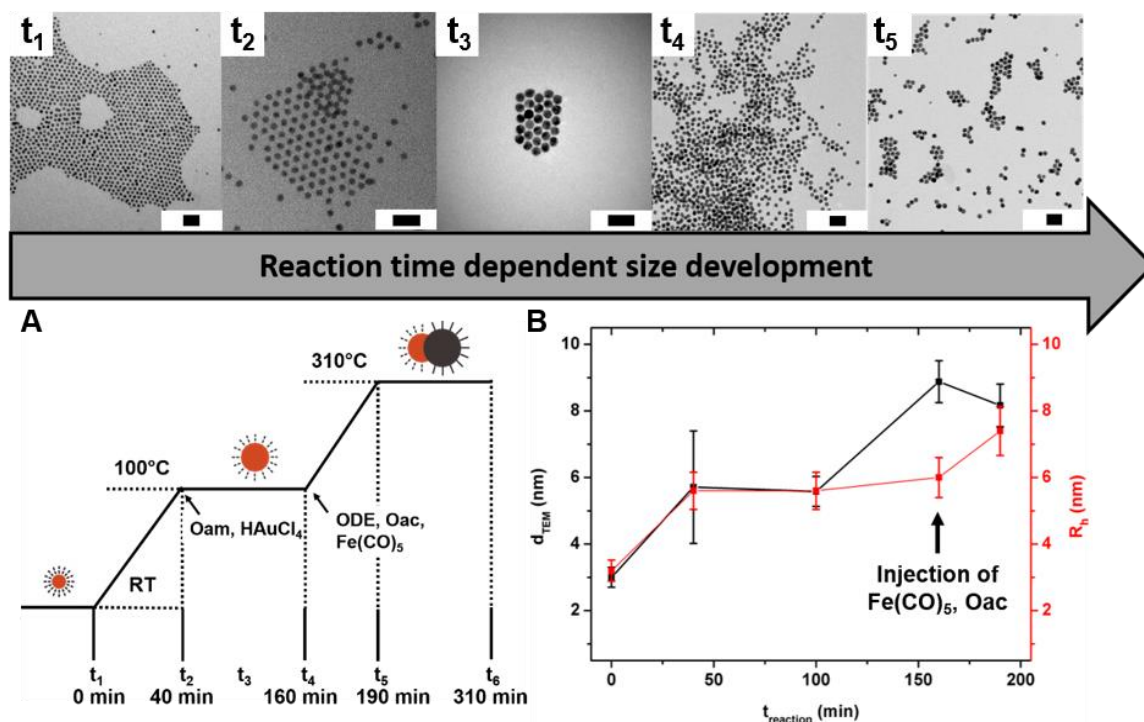 t₁
t₂
t₃
t₄
t₅
Reaction time dependent size development
A
310°C
100°C
Oam, HAuCl₄
ODE, Oac,
Fe(CO)₅
RT
t₁
t₂
t₃
t₄
t₅
t₆
0 min
40 min
160 min
190 min
310 min
B
10
8
6
4
2
d_TEM (nm)
10
8
6
4
2
R_h (nm)
Injection of
Fe(CO)₅, Oac
0
50
100
150
200
t_reaction (min)